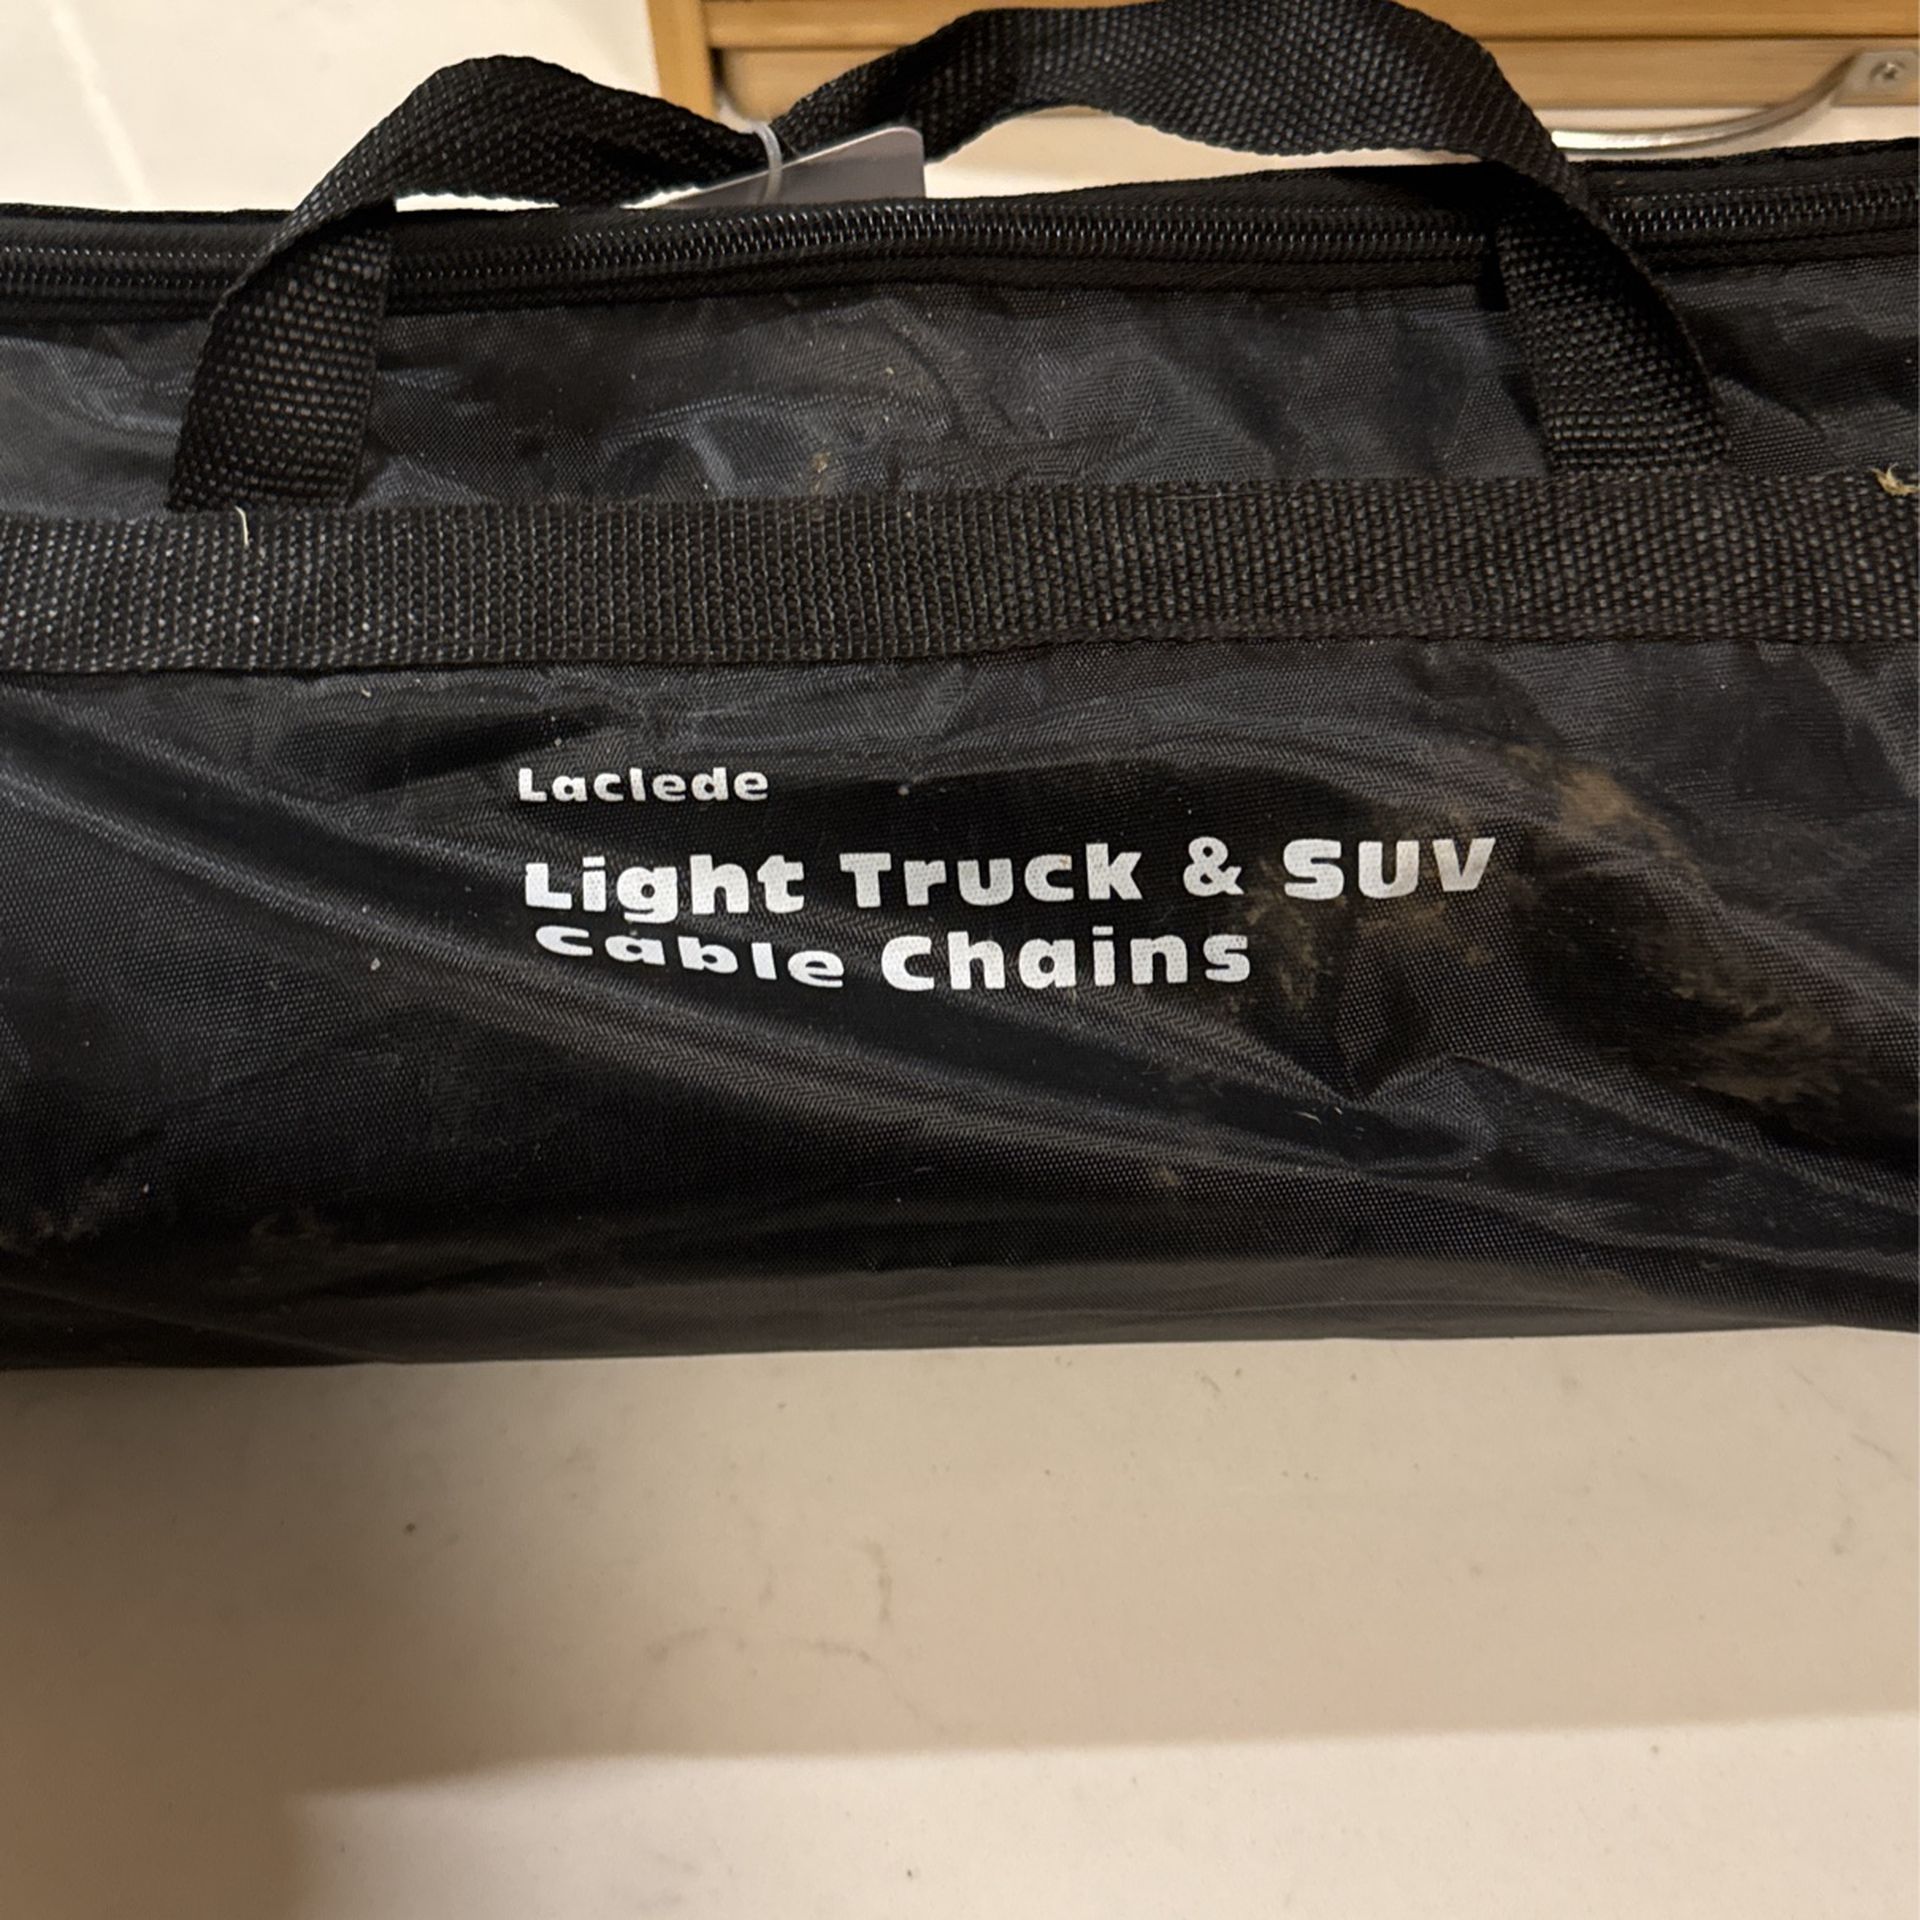 Laclede
Light Truck & SUV
Cable Chains